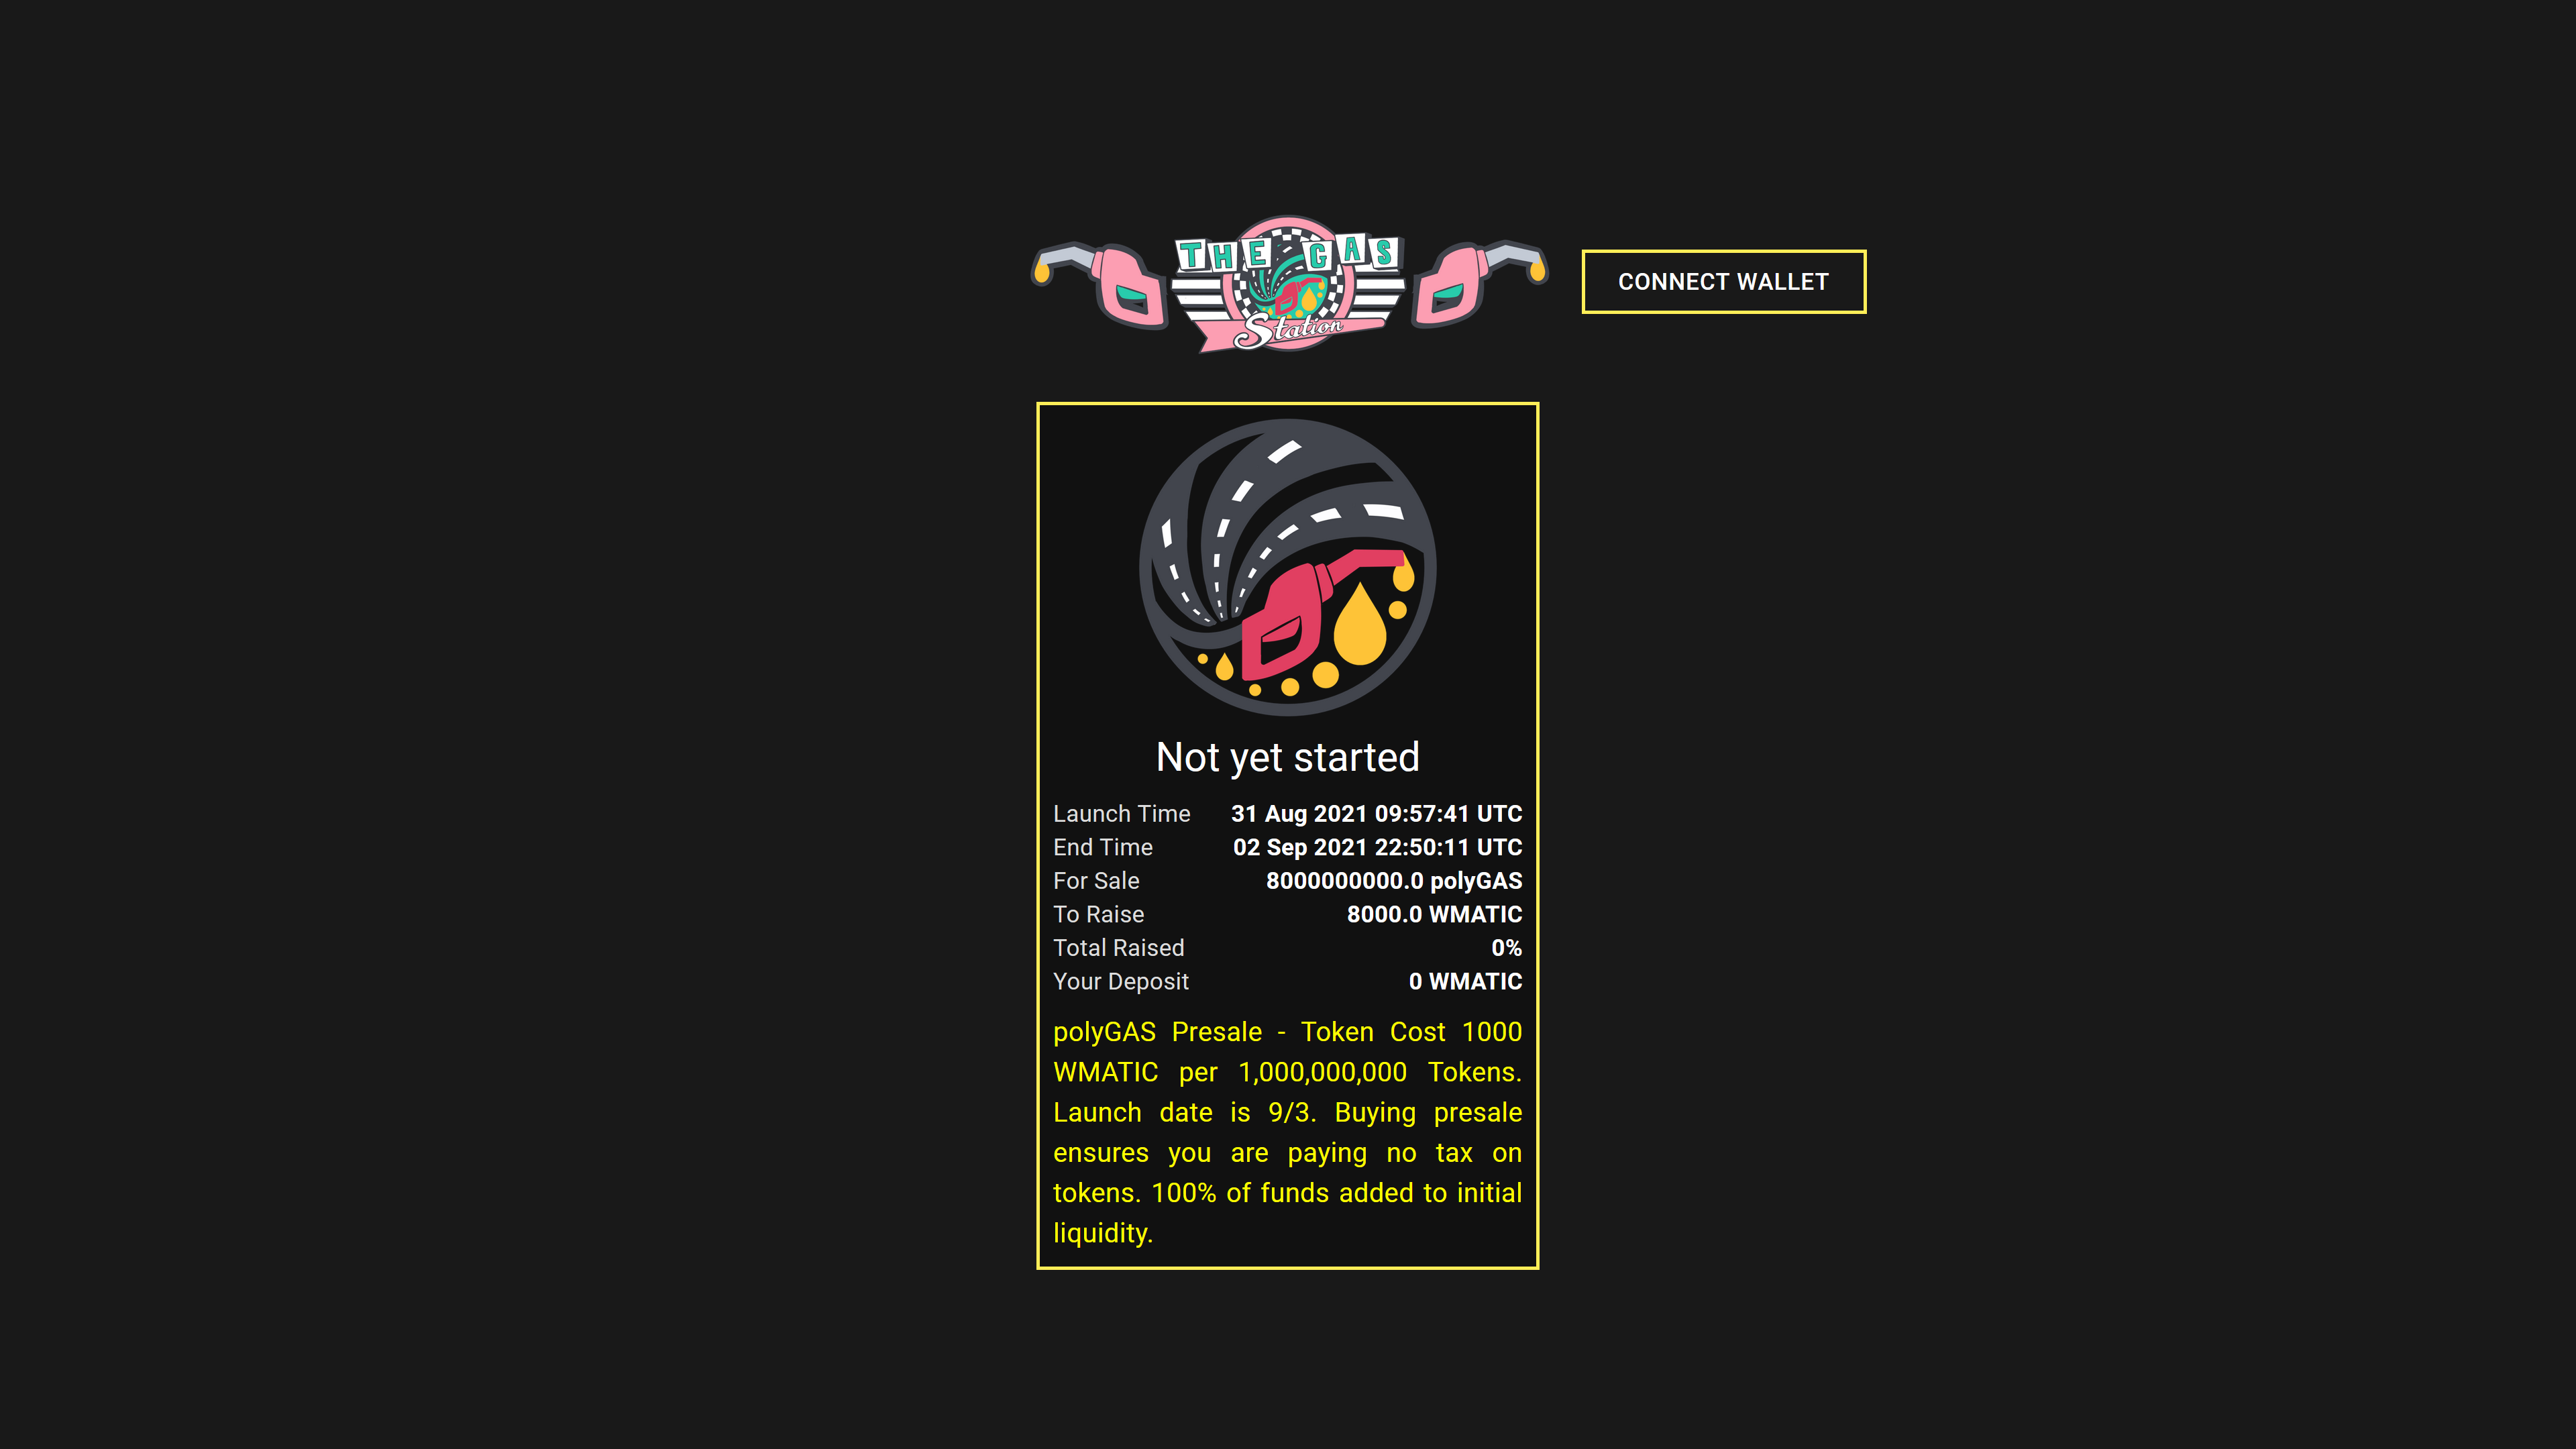 THE GAS
Station
CONNECT WALLET
Not yet started
Launch Time 31 Aug 2021 09:57:41 UTC
End Time 02 Sep 2021 22:50:11 UTC
For Sale 8000000000.0 polyGAS
To Raise 8000.0 WMATIC
Total Raised 0%
Your Deposit 0 WMATIC
polyGAS Presale - Token Cost 1000
WMATIC per 1,000,000,000 Tokens.
Launch date is 9/3. Buying presale
ensures you are paying no tax on
tokens. 100% of funds added to initial
liquidity.